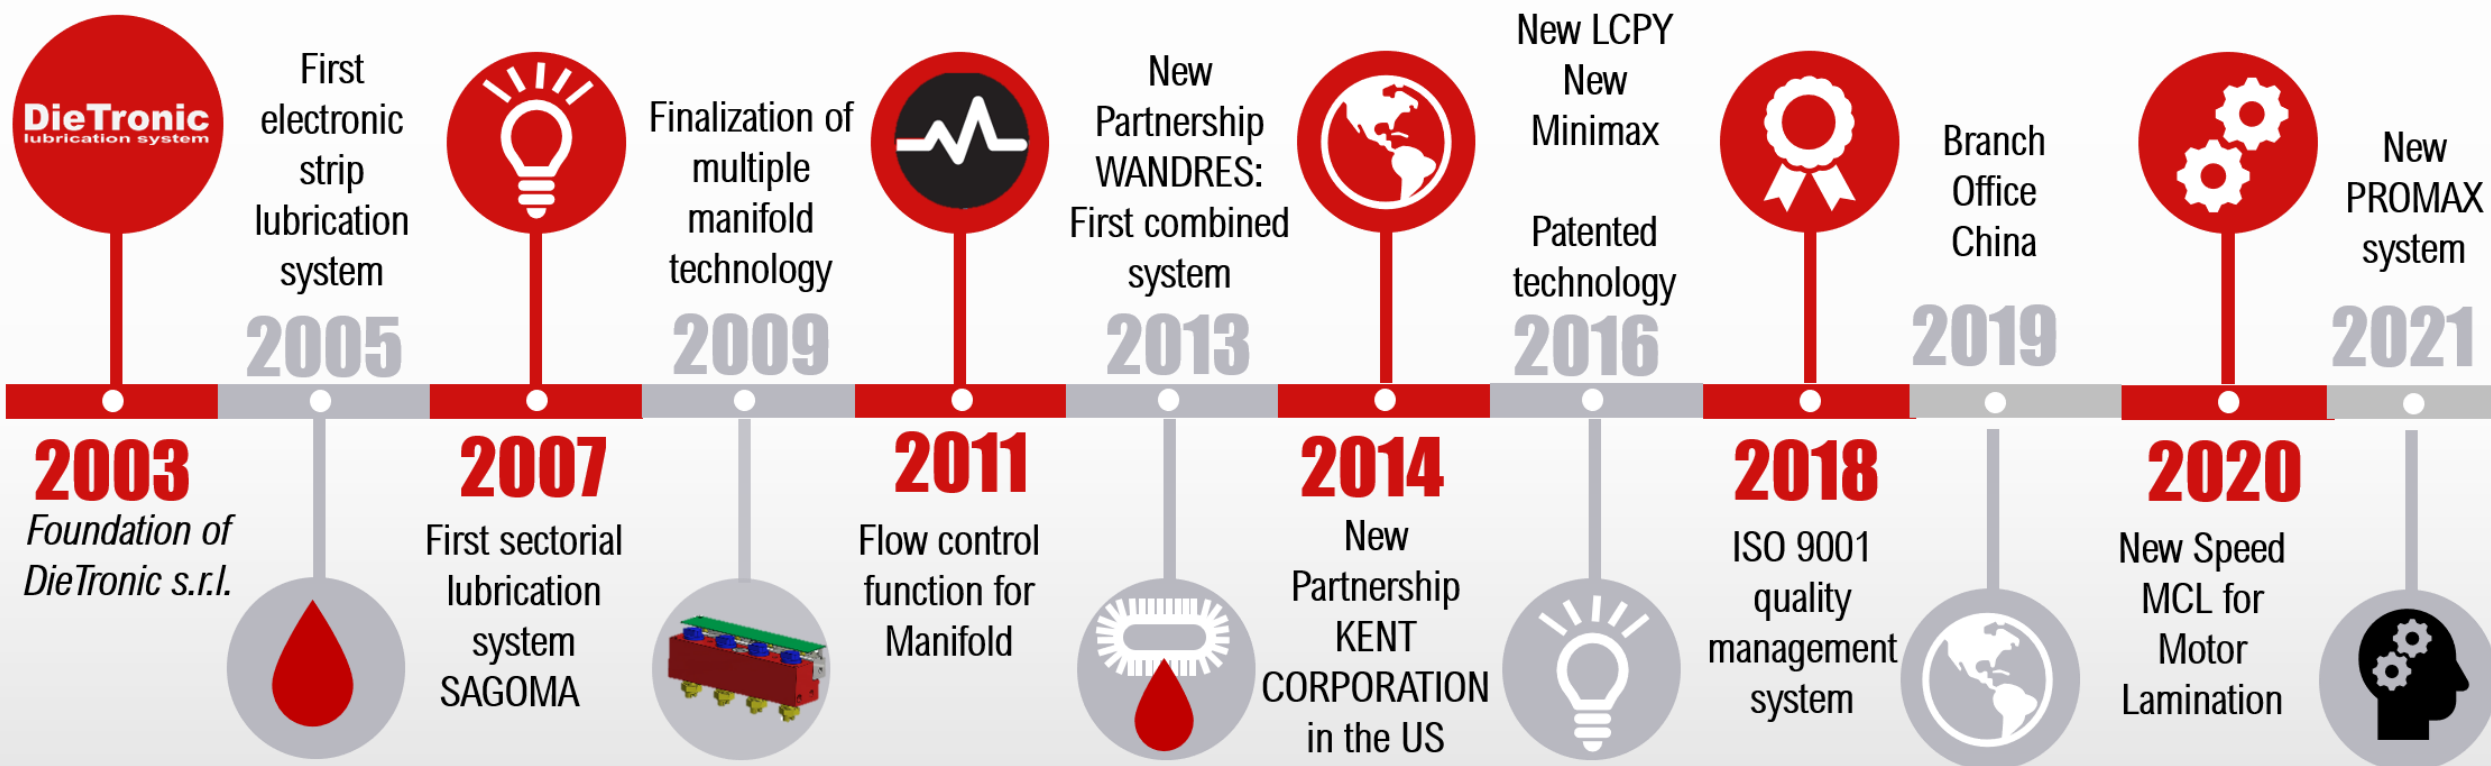 DieTronic
lubrication system
2003
Foundation of
DieTronic s.r.l.
First
electronic
strip
lubrication
system
2005
2007
First sectorial
lubrication
system
SAGOMA
Finalization of
multiple
manifold
technology
2009
2011
Flow control
function for
Manifold
New
Partnership
WANDRES:
First combined
system
2013
2014
New
Partnership
KENT
CORPORATION
in the US
New LCPY
New
Minimax
Patented
technology
2016
2018
ISO 9001
quality
management
system
Branch
Office
China
2019
2020
New Speed
MCL for
Motor
Lamination
New
PROMAX
system
2021